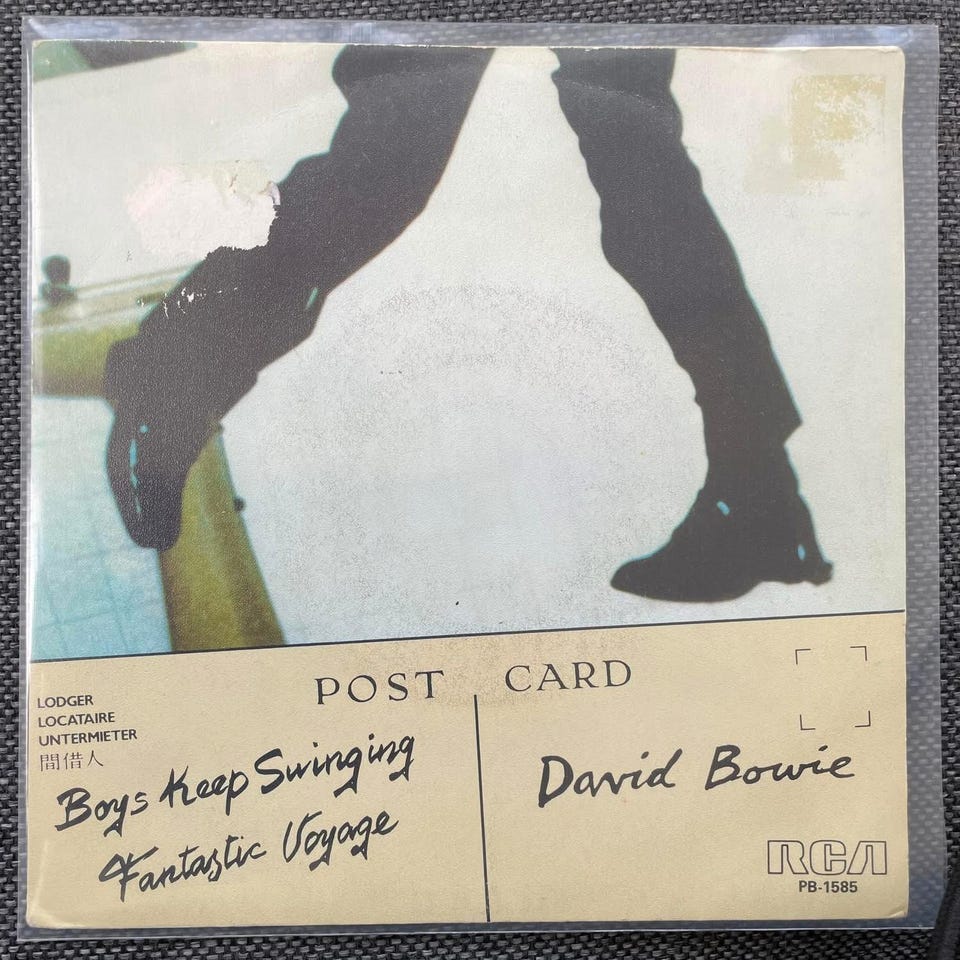 POST CARD
LODGER
LOCATAIRE
UNTERMIETER
間借人
Boys Keep Swinging
Fantastic Voyage
David Bowie
RCA
PB-1585